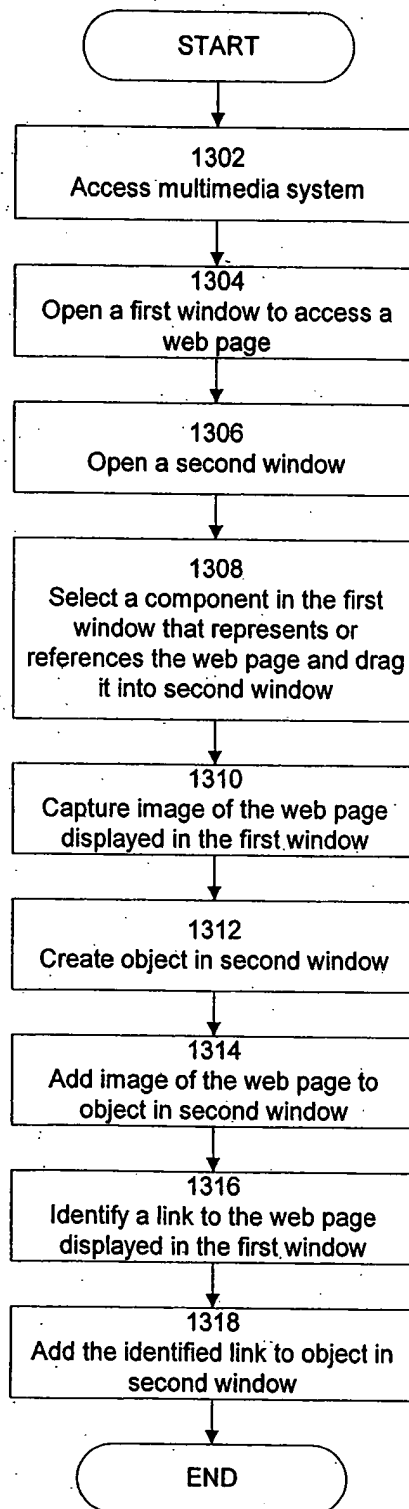 START
1302
Access multimedia system
1304
Open a first window to access a
web page
1306
Open a second window
1308
Select a component in the first
window that represents or
references the web page and drag
it into second window
1310
Capture image of the web page
displayed in the first window
1312
Create object in second window
1314
Add image of the web page to
object in second window
1316
Identify a link to the web page
displayed in the first window
1318
Add the identified link to object in
second window
END